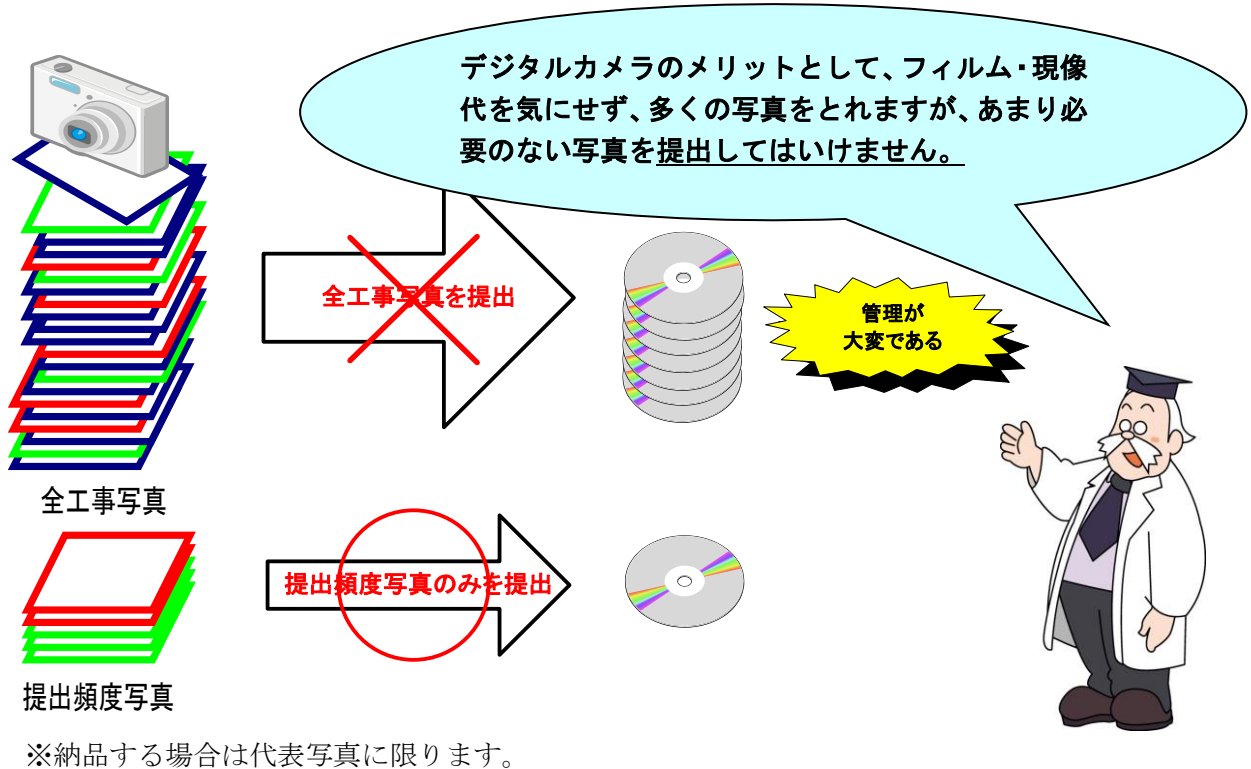 デジタルカメラのメリットとして、フィルム・現像
代を気にせず、多くの写真をとれますが、あまり必
要のない写真を提出してはいけません。
全工事写真を提出
管理が
大変である
全工事写真
提出頻度写真のみを提出
提出頻度写真
※納品する場合は代表写真に限ります。